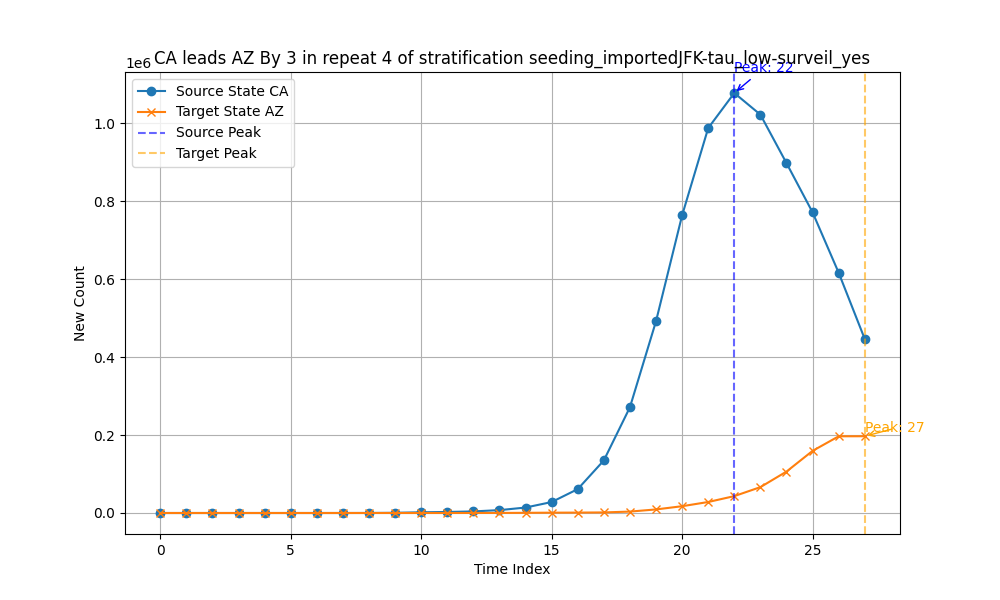 CA leads AZ By 3 in repeat 4 of stratification seeding_importedJFK-tau_low-surveil_yes
1e6
Peak: 22
Source State CA
Target State AZ
Source Peak
Target Peak
1.0
0.8
0.6
0.4
0.2
0.0
New Count
Peak: 27
0 5 10 15 20 25
Time Index